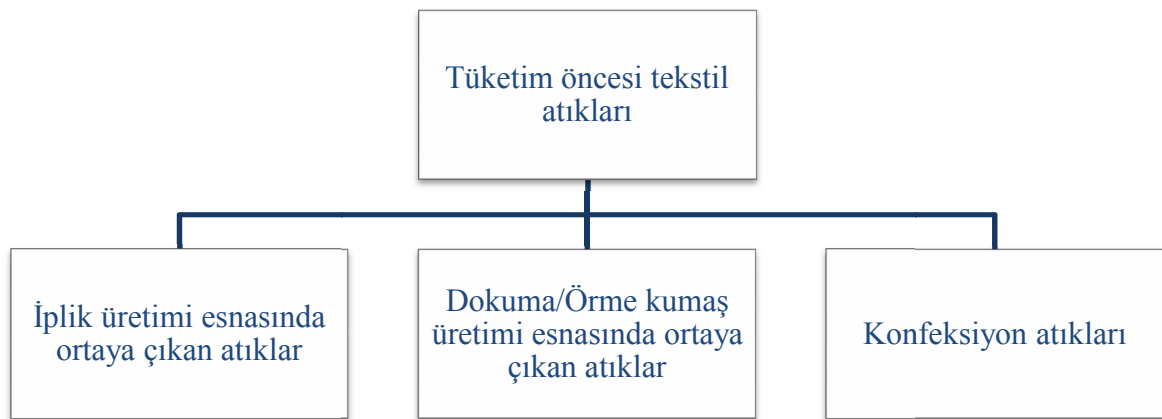 Tüketim öncesi tekstil
atıkları
İplik üretimi esnasında
ortaya çıkan atıklar
Dokuma/Örme kumaş
üretimi esnasında ortaya
çıkan atıklar
Konfeksiyon atıkları